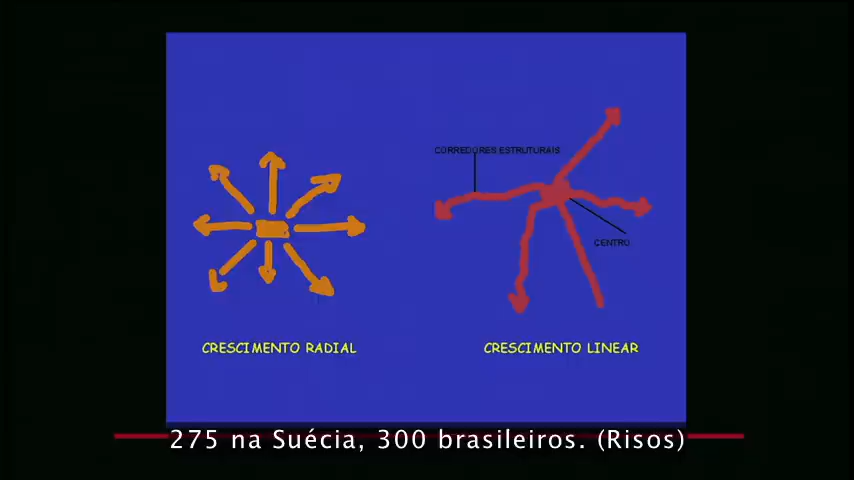 CORREDORES ESTRUTURAIS
CENTRO
CRESCIMENTO RADIAL
CRESCIMENTO LINEAR
275 na Suécia, 300 brasileiros. (Risos)